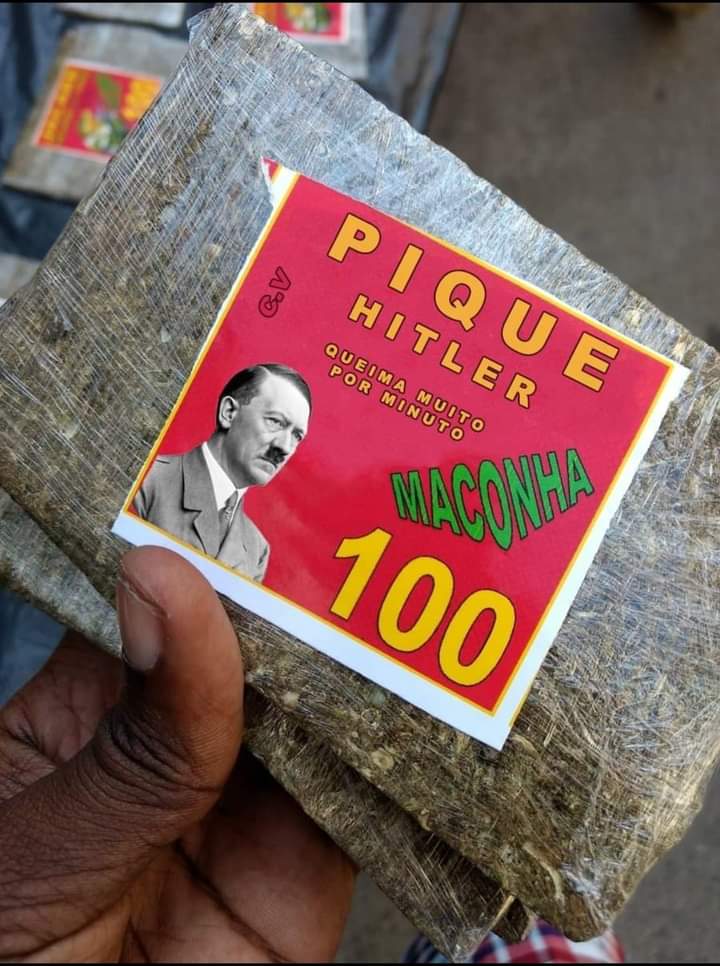 C.V
PIQUE
HITLER
QUEIMA MUITO
POR MINUTO
MACONHA
100